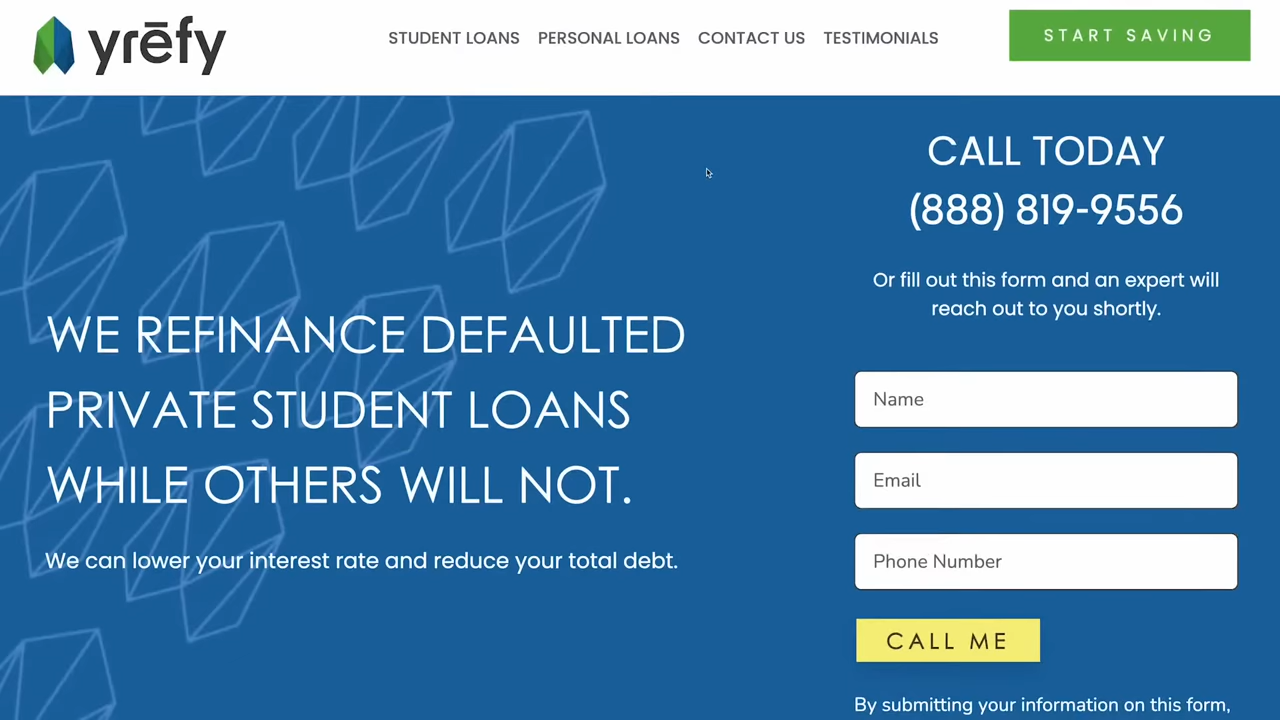 yrēfy
STUDENT LOANS
PERSONAL LOANS
CONTACT US
TESTIMONIALS
START SAVING
WE REFINANCE DEFAULTED
PRIVATE STUDENT LOANS
WHILE OTHERS WILL NOT.
We can lower your interest rate and reduce your total debt.
CALL TODAY
(888) 819-9556
Or fill out this form and an expert will
reach out to you shortly.
Name
Email
Phone Number
CALL ME
By submitting your information on this form,